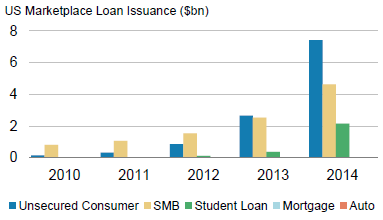 US Marketplace Loan Issuance ($bn)
8
6
4
2
0
2010 2011 2012 2013 2014
Unsecured Consumer SMB Student Loan Mortgage Auto